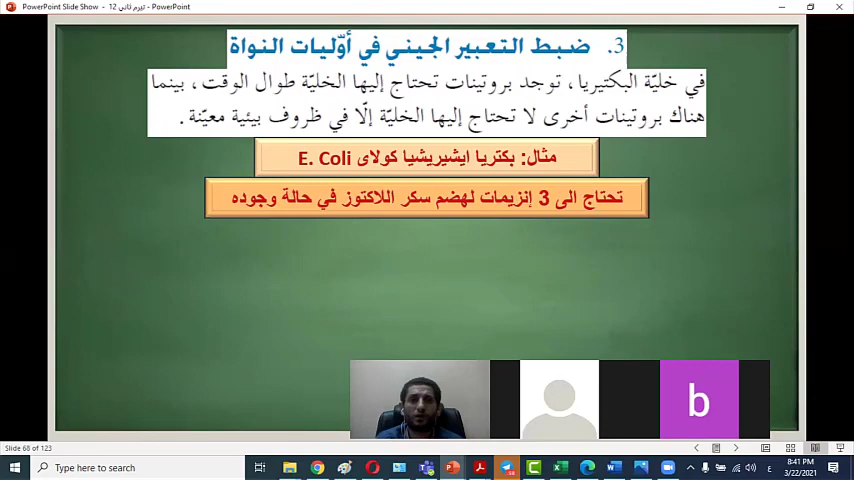 تيرم ثاني 12 - PowerPoint Slide Show - PowerPoint
3. ضبط التعبير الجيني في أوّليات النواة
في خليّة البكتيريا، توجد بروتينات تحتاج إليها الخليّة طوال الوقت، بينما
هناك بروتينات أخرى لا تحتاج إليها الخليّة إلّا في ظروف بيئية معيّنة.
مثال: بكتريا ايشيريشيا كولاى E. Coli
تحتاج الى 3 إنزيمات لهضم سكر اللاكتوز في حالة وجوده
b
Slide 68 of 123
Type here to search
ع
8:41 PM
3/22/2021